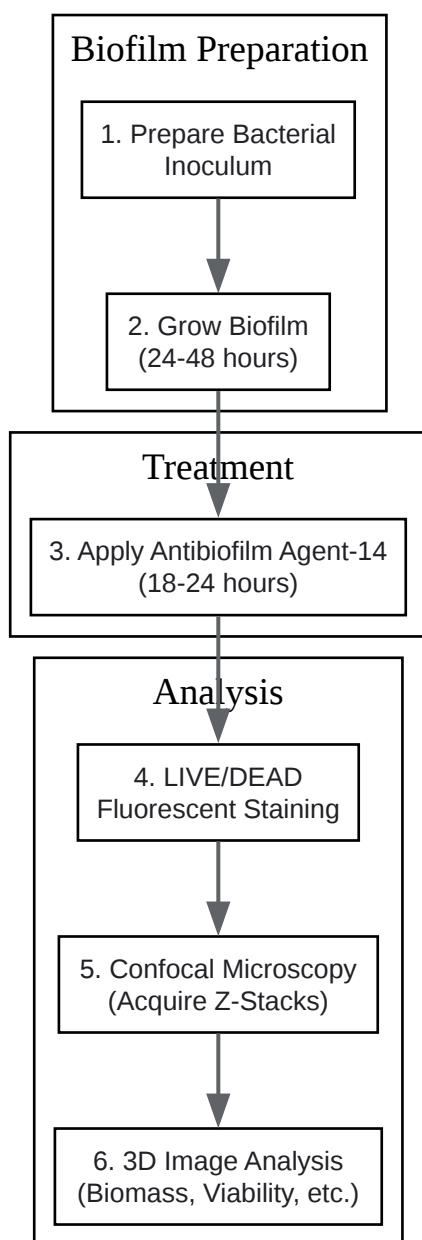 Biofilm Preparation
1. Prepare Bacterial
Inoculum
2. Grow Biofilm
(24-48 hours)
Treatment
3. Apply Antibiofilm Agent-14
(18-24 hours)
Analysis
4. LIVE/DEAD
Fluorescent Staining
5. Confocal Microscopy
(Acquire Z-Stacks)
6. 3D Image Analysis
(Biomass, Viability, etc.)